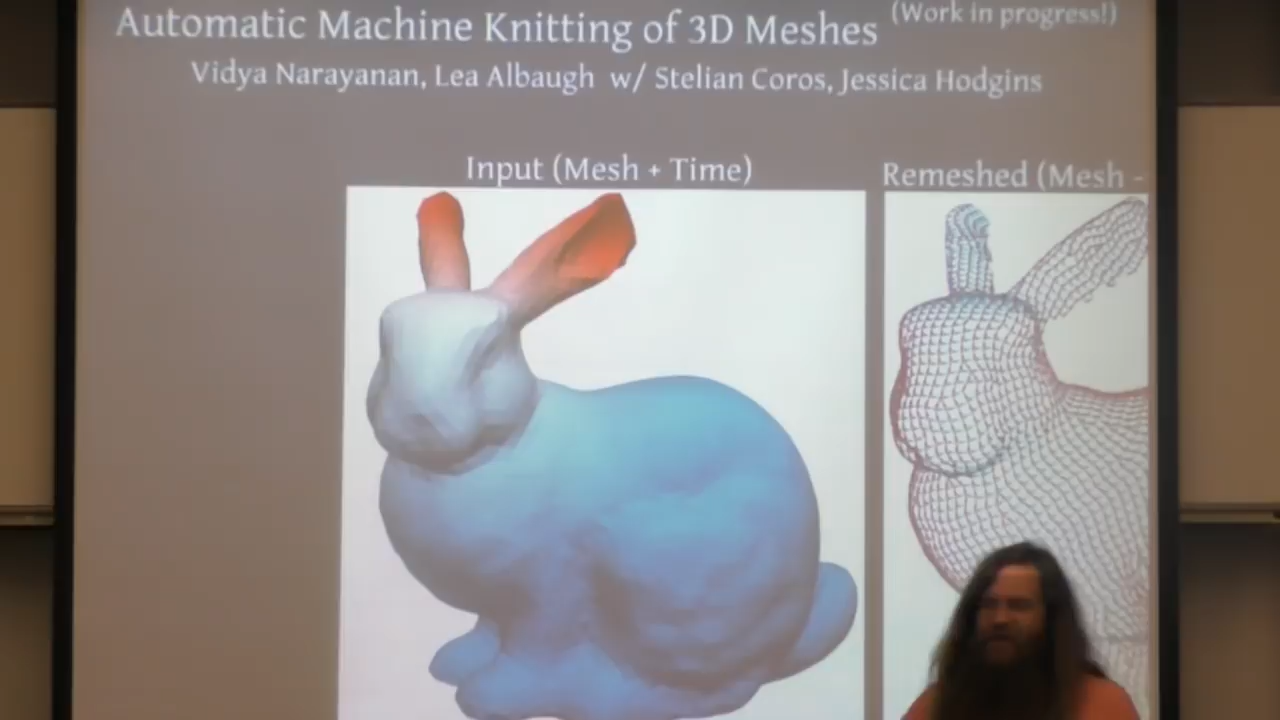 Automatic Machine Knitting of 3D Meshes (Work in progress!)
Vidya Narayanan, Lea Albaugh w/ Stelian Coros, Jessica Hodgins
Input (Mesh + Time)
Remeshed (Mesh -